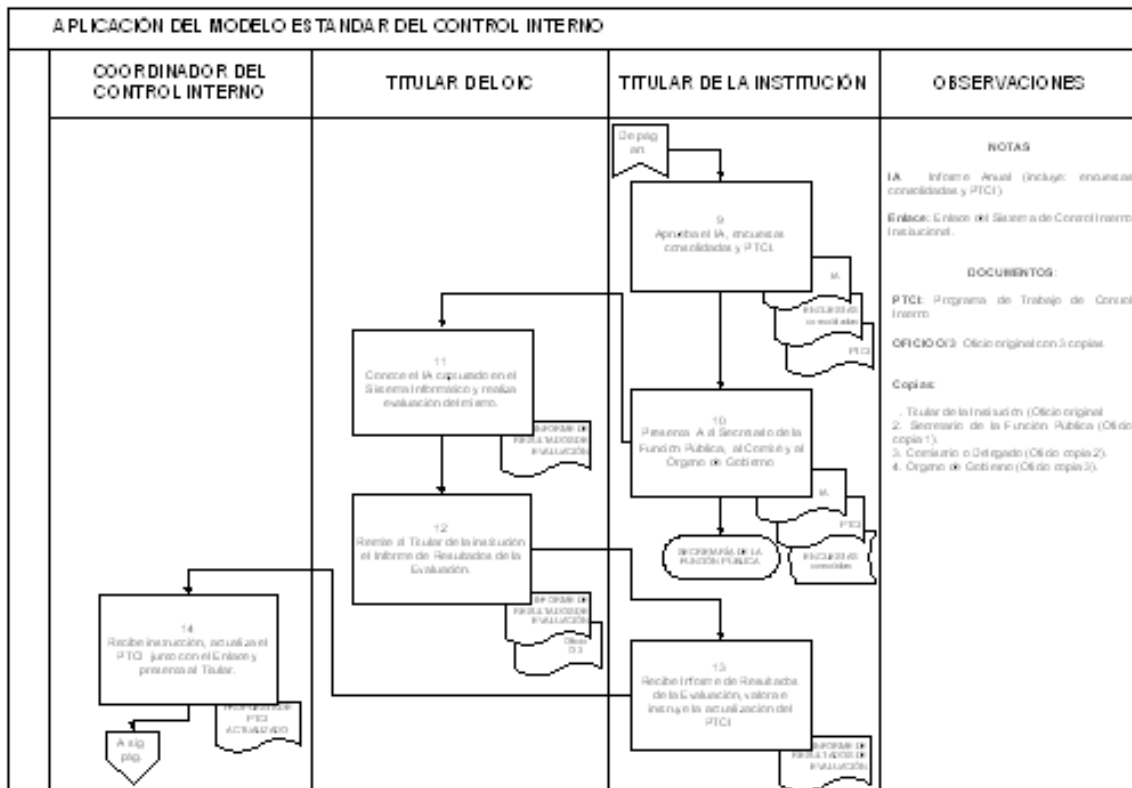 APLICACIÓN DEL MODELO ESTANDAR DEL CONTROL INTERNO
COORDINADOR DEL
CONTROL INTERNO
TITULAR DEL OIC
TITULAR DE LA INSTITUCIÓN
OBSERVACIONES
De pág.
ant.
9
Aprueba el IA, encuestas
consolidadas y PTCI.
IA
ENCUESTAS
consolidadas
PTCI
11
Conoce el IA capturado en el
Sistema Informático y realiza
evaluación del mismo.
INFORME DE
RESULTADOS DE
EVALUACIÓN
10
Presenta IA al Secretario de la
Función Pública, al Comité y al
Órgano de Gobierno
IA
PTCI
ENCUESTAS
consolidadas
SECRETARÍA DE LA
FUNCIÓN PÚBLICA
12
Remite al Titular de la institución
el Informe de Resultados de la
Evaluación.
INFORME DE
RESULTADOS DE
EVALUACIÓN
Oficio
O/3
14
Recibe instrucción, actualiza el
PTCI junto con el Enlace y
presenta al Titular.
PROPUESTA DE
PTCI
ACTUALIZADO
A sig.
pág.
13
Recibe Informe de Resultados
de la Evaluación, valora e
instruye la actualización del
PTCI
INFORME DE
RESULTADOS DE
EVALUACIÓN
NOTAS
IA Informe Anual (incluye: encuestas
consolidadas y PTCI)
Enlace: Enlace del Sistema de Control Interno
Institucional.
DOCUMENTOS:
PTCI: Programa de Trabajo de Control
Interno
OFICIO O/3 Oficio original con 3 copias.
Copias:
. Titular de la Institución (Oficio original
2. Secretario de la Función Pública (Oficio
copia 1).
3. Comisario o Delegado (Oficio copia 2).
4. Órgano de Gobierno (Oficio copia 3).